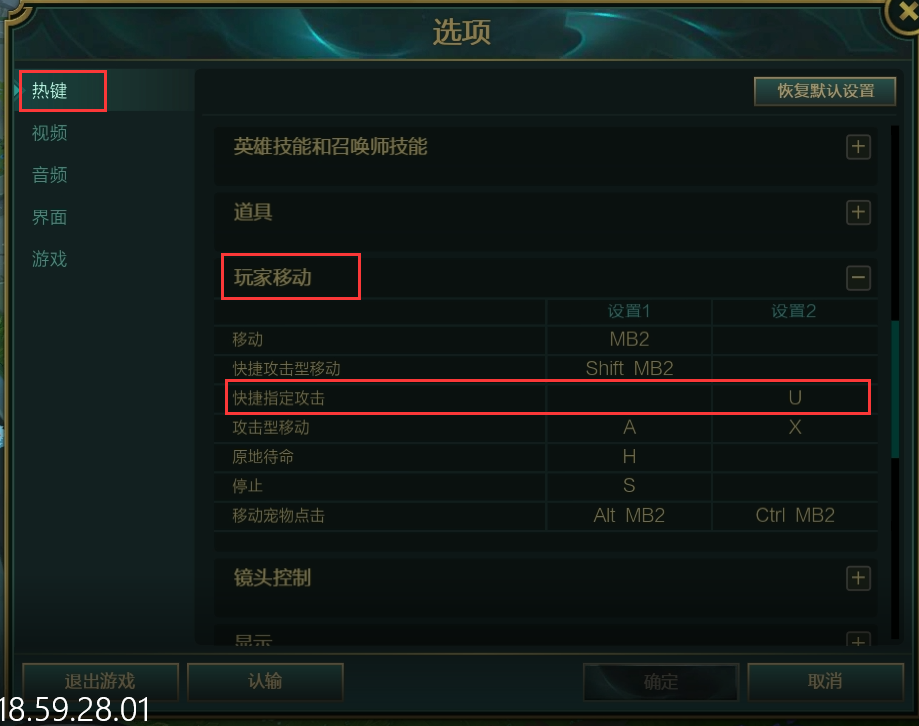 选项
热键
恢复默认设置
视频
英雄技能和召唤师技能
音频
道具
界面
游戏
玩家移动
设置1 设置2
移动 MB2
快捷攻击型移动 Shift MB2
快捷指定攻击 U
攻击型移动 A X
原地待命 H
停止 S
移动宠物点击 Alt MB2 Ctrl MB2
镜头控制
显示
退出游戏 认输 确定 取消
18.59.28.01